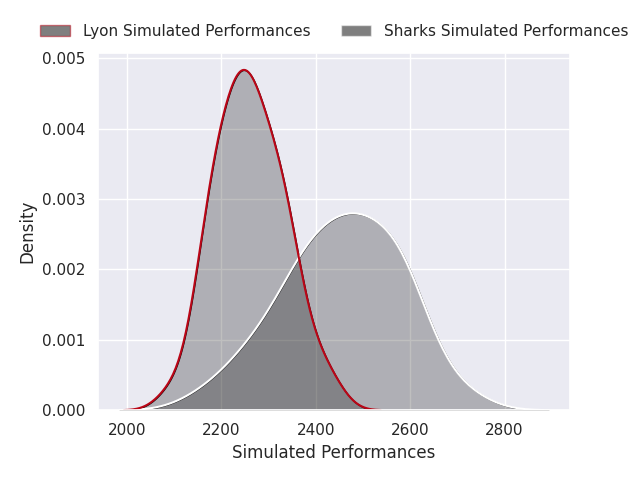 Lyon Simulated Performances
Sharks Simulated Performances
0.005
0.004
0.003
0.002
0.001
0.000
Density
2000
2200
2400
2600
2800
Simulated Performances